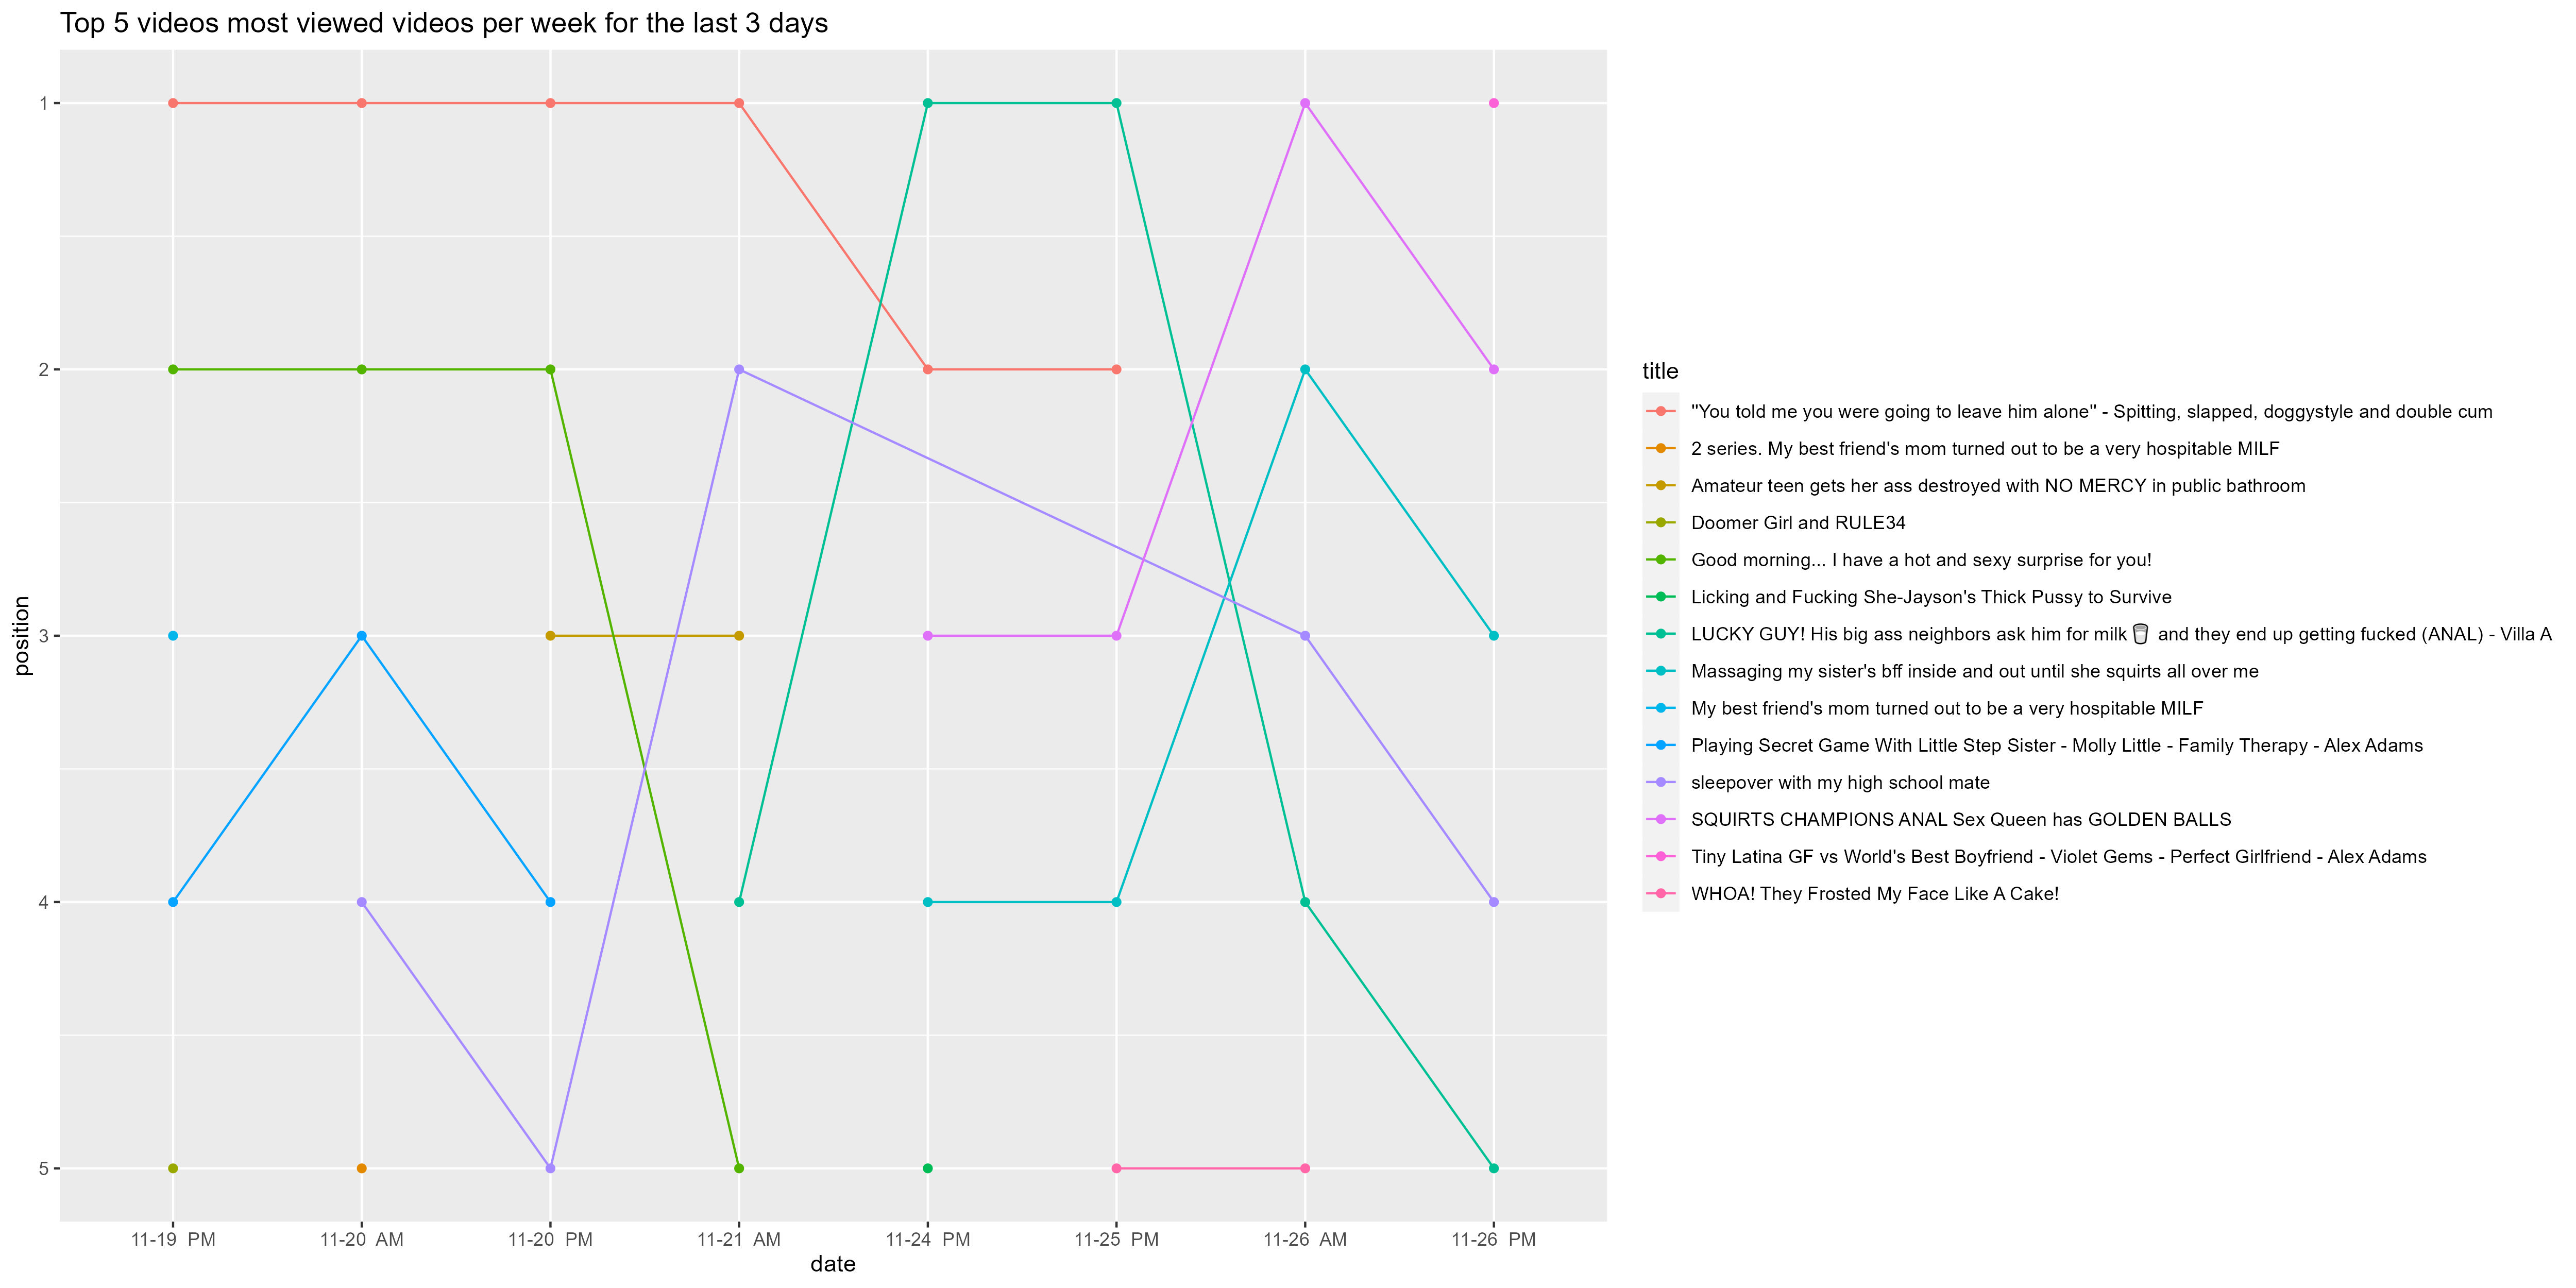 Top 5 videos most viewed videos per week for the last 3 days
position
1
2
3
4
5
11-19 PM
11-20 AM
11-20 PM
11-21 AM
11-24 PM
11-25 PM
11-26 AM
11-26 PM
date
title
"You told me you were going to leave him alone" - Spitting, slapped, doggystyle and double cum
2 series. My best friend's mom turned out to be a very hospitable MILF
Amateur teen gets her ass destroyed with NO MERCY in public bathroom
Doomer Girl and RULE34
Good morning... I have a hot and sexy surprise for you!
Licking and Fucking She-Jayson's Thick Pussy to Survive
LUCKY GUY! His big ass neighbors ask him for milk 🥛 and they end up getting fucked (ANAL) - Villa A
Massaging my sister's bff inside and out until she squirts all over me
My best friend's mom turned out to be a very hospitable MILF
Playing Secret Game With Little Step Sister - Molly Little - Family Therapy - Alex Adams
sleepover with my high school mate
SQUIRTS CHAMPIONS ANAL Sex Queen has GOLDEN BALLS
Tiny Latina GF vs World's Best Boyfriend - Violet Gems - Perfect Girlfriend - Alex Adams
WHOA! They Frosted My Face Like A Cake!